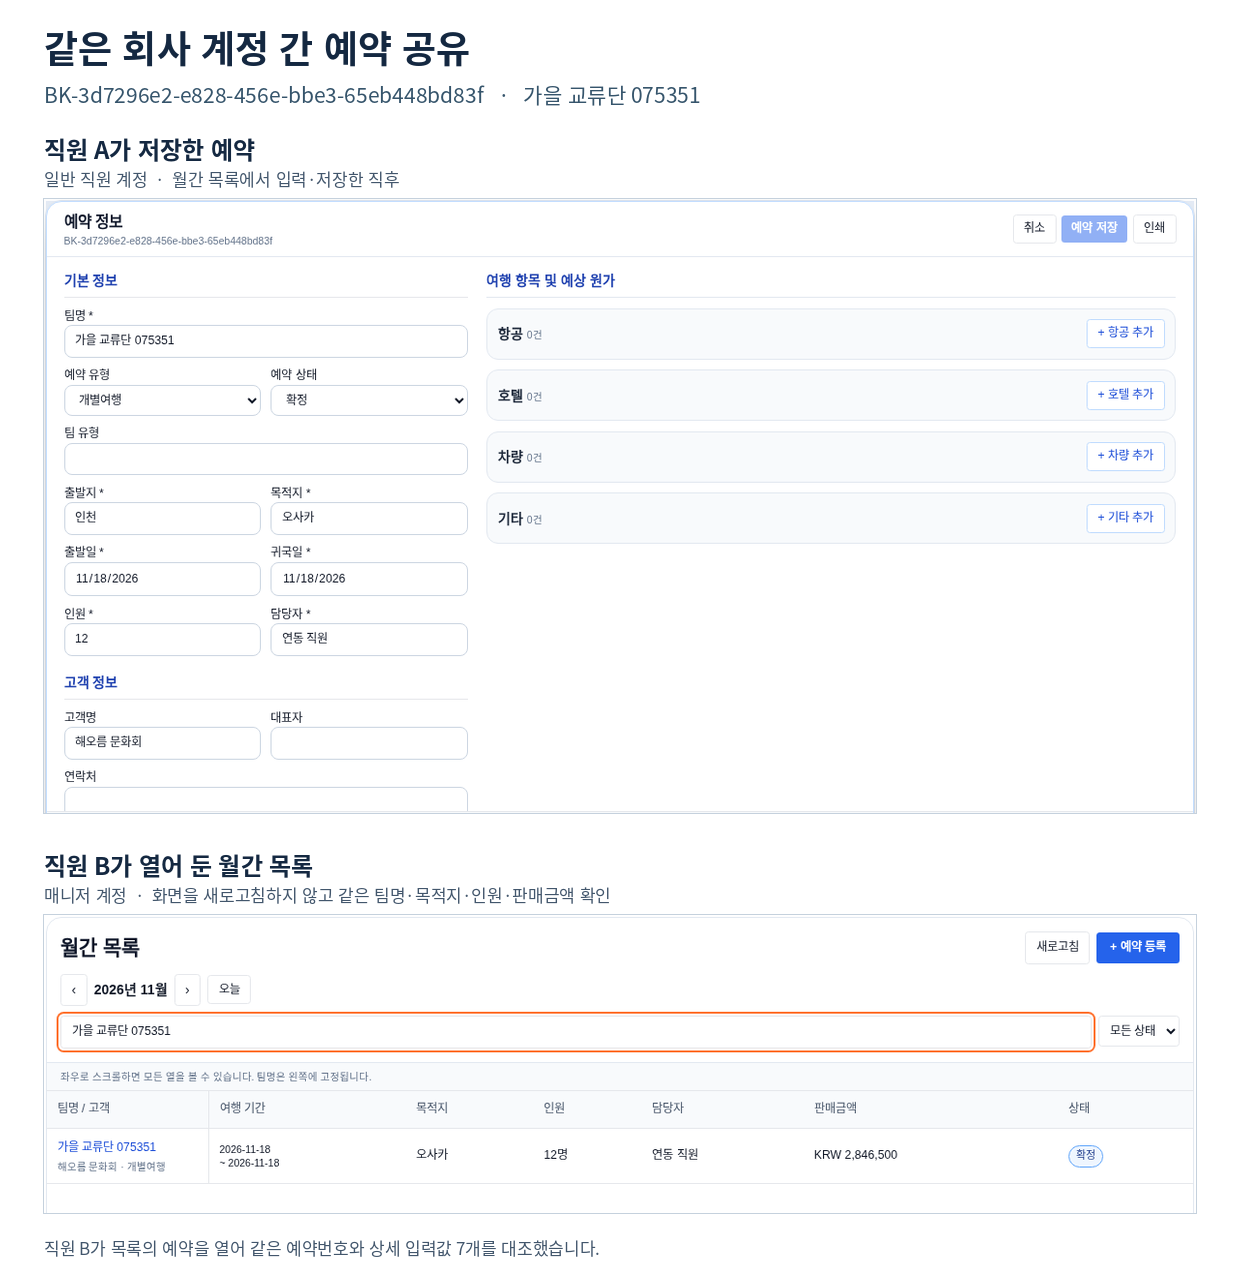 같은 회사 계정 간 예약 공유
BK-3d7296e2-e828-456e-bbe3-65eb448bd83f · 가을 교류단 075351
직원 A가 저장한 예약
일반 직원 계정 · 월간 목록에서 입력·저장한 직후
예약 정보
BK-3d7296e2-e828-456e-bbe3-65eb448bd83f
취소 예약 저장 인쇄
기본 정보
팀명 *
가을 교류단 075351
예약 유형 예약 상태
개별여행 확정
팀 유형
출발지 * 목적지 *
인천 오사카
출발일 * 귀국일 *
11/18/2026 11/18/2026
인원 * 담당자 *
12 연동 직원
고객 정보
고객명 대표자
해오름 문화회
연락처
여행 항목 및 예상 원가
항공 0건 + 항공 추가
호텔 0건 + 호텔 추가
차량 0건 + 차량 추가
기타 0건 + 기타 추가
직원 B가 열어 둔 월간 목록
매니저 계정 · 화면을 새로고침하지 않고 같은 팀명·목적지·인원·판매금액 확인
월간 목록
새로고침 + 예약 등록
‹ 2026년 11월 › 오늘
가을 교류단 075351 모든 상태
좌우로 스크롤하면 모든 열을 볼 수 있습니다. 팀명은 왼쪽에 고정됩니다.
팀명 / 고객 여행 기간 목적지 인원 담당자 판매금액 상태
가을 교류단 075351
해오름 문화회 · 개별여행
2026-11-18
~ 2026-11-18
오사카 12명 연동 직원 KRW 2,846,500 확정
직원 B가 목록의 예약을 열어 같은 예약번호와 상세 입력값 7개를 대조했습니다.